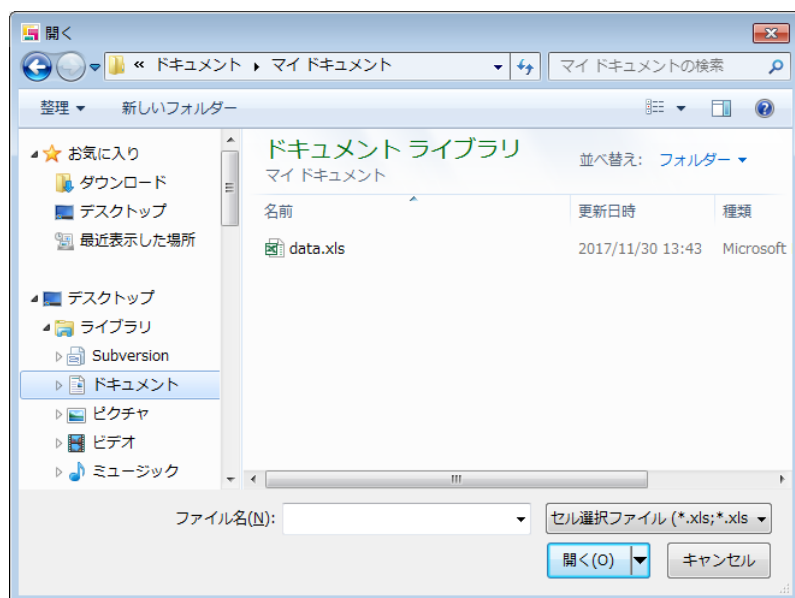 開く
« ドキュメント ▸ マイ ドキュメント
マイ ドキュメントの検索
整理 ▼ 新しいフォルダー
お気に入り
ダウンロード
デスクトップ
最近表示した場所
デスクトップ
ライブラリ
Subversion
ドキュメント
ピクチャ
ビデオ
ミュージック
ドキュメント ライブラリ
マイ ドキュメント
並べ替え: フォルダー ▼
名前 更新日時 種類
data.xls 2017/11/30 13:43 Microsoft
ファイル名(N):
セル選択ファイル (*.xls;*.xls
開く(O) キャンセル